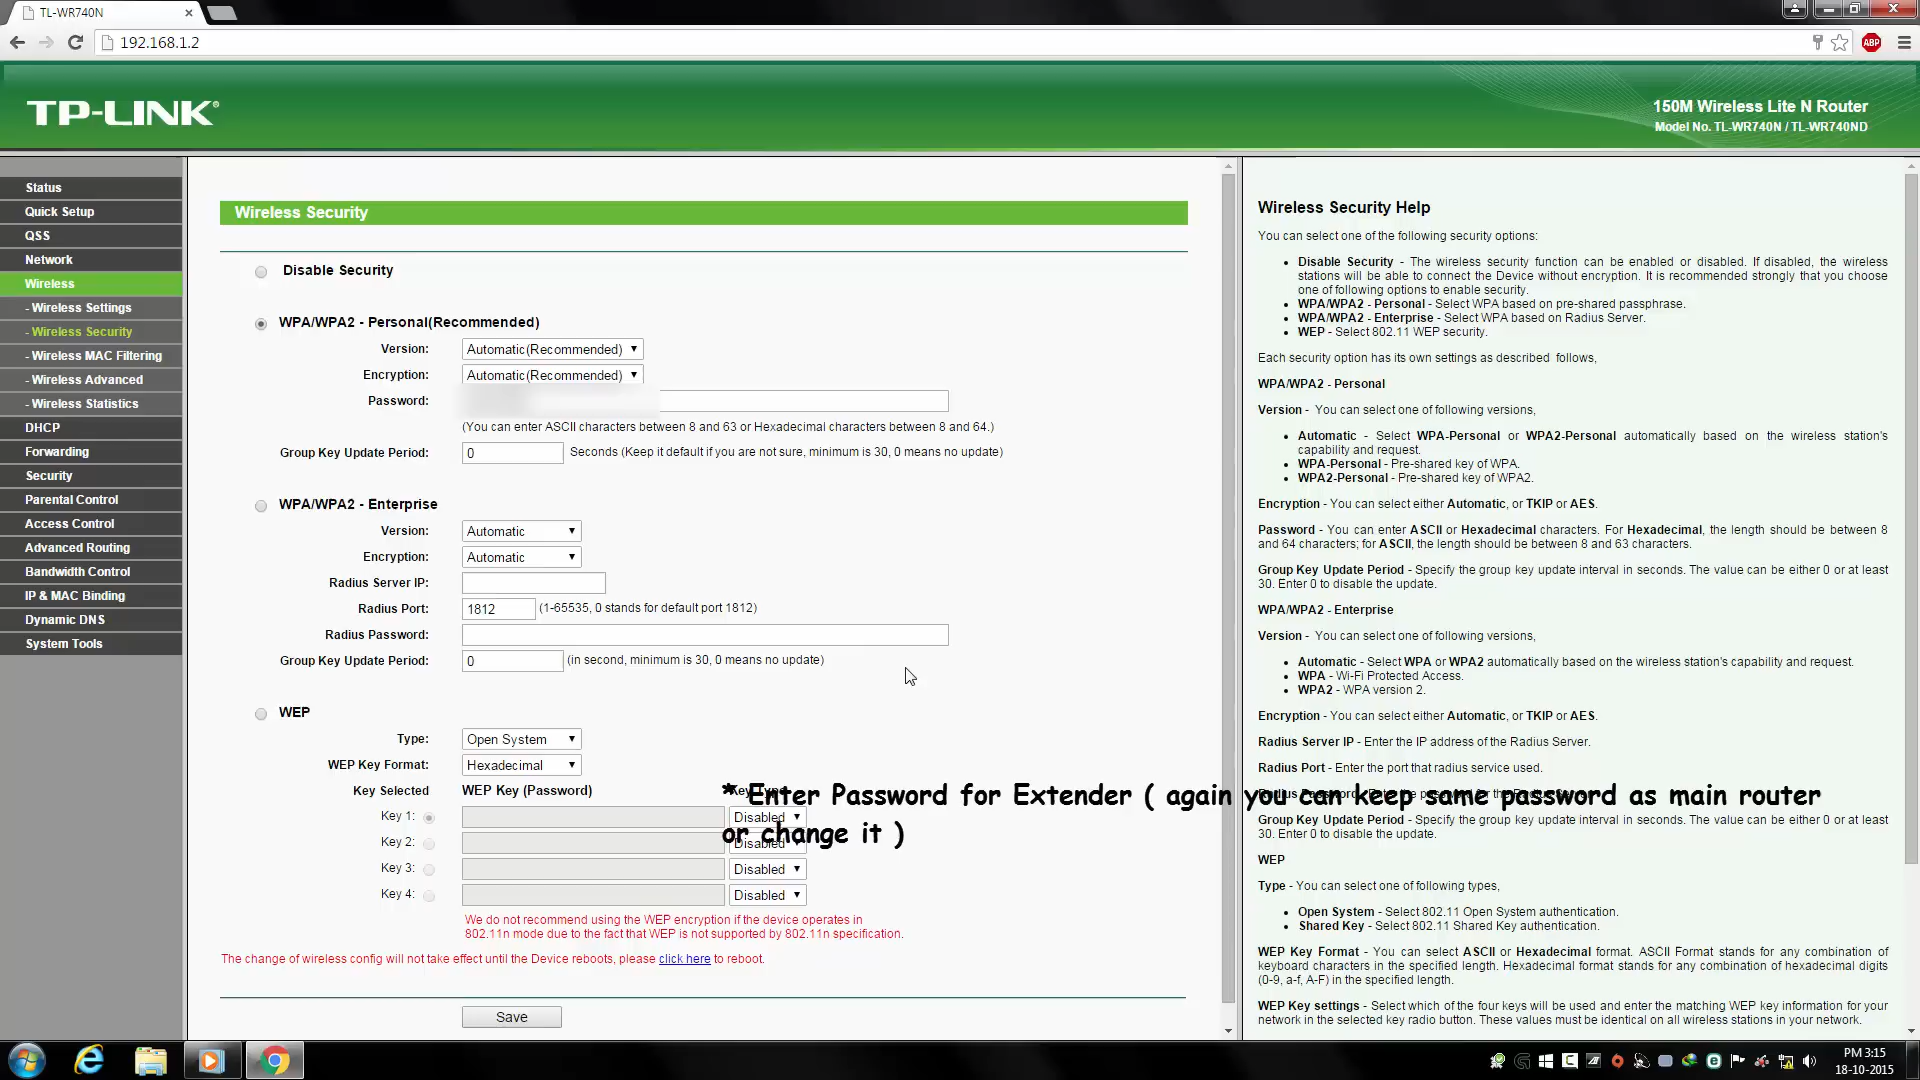 TL-WR740N
192.168.1.2
ABP
TP-LINK®
150M Wireless Lite N Router
Model No. TL-WR740N / TL-WR740ND
Status
Quick Setup
QSS
Network
Wireless
- Wireless Settings
- Wireless Security
- Wireless MAC Filtering
- Wireless Advanced
- Wireless Statistics
DHCP
Forwarding
Security
Parental Control
Access Control
Advanced Routing
Bandwidth Control
IP & MAC Binding
Dynamic DNS
System Tools
Wireless Security
Disable Security
WPA/WPA2 - Personal(Recommended)
Version: Automatic(Recommended)
Encryption: Automatic(Recommended)
Password:
(You can enter ASCII characters between 8 and 63 or Hexadecimal characters between 8 and 64.)
Group Key Update Period: 0 Seconds (Keep it default if you are not sure, minimum is 30, 0 means no update)
WPA/WPA2 - Enterprise
Version: Automatic
Encryption: Automatic
Radius Server IP:
Radius Port: 1812 (1-65535, 0 stands for default port 1812)
Radius Password:
Group Key Update Period: 0 (in second, minimum is 30, 0 means no update)
WEP
Type: Open System
WEP Key Format: Hexadecimal
Key Selected WEP Key (Password) Key Type
Key 1: Disabled
Key 2: Disabled
Key 3: Disabled
Key 4: Disabled
We do not recommend using the WEP encryption if the device operates in
802.11n mode due to the fact that WEP is not supported by 802.11n specification.
The change of wireless config will not take effect until the Device reboots, please click here to reboot.
Save
* Enter Password for Extender ( again you can keep same password as main router
or change it )
Wireless Security Help
You can select one of the following security options:
• Disable Security - The wireless security function can be enabled or disabled. If disabled, the wireless
stations will be able to connect the Device without encryption. It is recommended strongly that you choose
one of following options to enable security.
• WPA/WPA2 - Personal - Select WPA based on pre-shared passphrase.
• WPA/WPA2 - Enterprise - Select WPA based on Radius Server.
• WEP - Select 802.11 WEP security.
Each security option has its own settings as described follows,
WPA/WPA2 - Personal
Version - You can select one of following versions,
• Automatic - Select WPA-Personal or WPA2-Personal automatically based on the wireless station's
capability and request.
• WPA-Personal - Pre-shared key of WPA.
• WPA2-Personal - Pre-shared key of WPA2.
Encryption - You can select either Automatic, or TKIP or AES.
Password - You can enter ASCII or Hexadecimal characters. For Hexadecimal, the length should be between 8
and 64 characters; for ASCII, the length should be between 8 and 63 characters.
Group Key Update Period - Specify the group key update interval in seconds. The value can be either 0 or at least
30. Enter 0 to disable the update.
WPA/WPA2 - Enterprise
Version - You can select one of following versions,
• Automatic - Select WPA or WPA2 automatically based on the wireless station's capability and request.
• WPA - Wi-Fi Protected Access.
• WPA2 - WPA version 2.
Encryption - You can select either Automatic, or TKIP or AES.
Radius Server IP - Enter the IP address of the Radius Server.
Radius Port - Enter the port that radius service used.
Radius Password
Group Key Update Period - Specify the group key update interval in seconds. The value can be either 0 or at least
30. Enter 0 to disable the update.
WEP
Type - You can select one of following types,
• Open System - Select 802.11 Open System authentication.
• Shared Key - Select 802.11 Shared Key authentication.
WEP Key Format - You can select ASCII or Hexadecimal format. ASCII Format stands for any combination of
keyboard characters in the specified length. Hexadecimal format stands for any combination of hexadecimal digits
(0-9, a-f, A-F) in the specified length.
WEP Key settings - Select which of the four keys will be used and enter the matching WEP key information for your
network in the selected key radio button. These values must be identical on all wireless stations in your network.
PM 3:15
18-10-2015